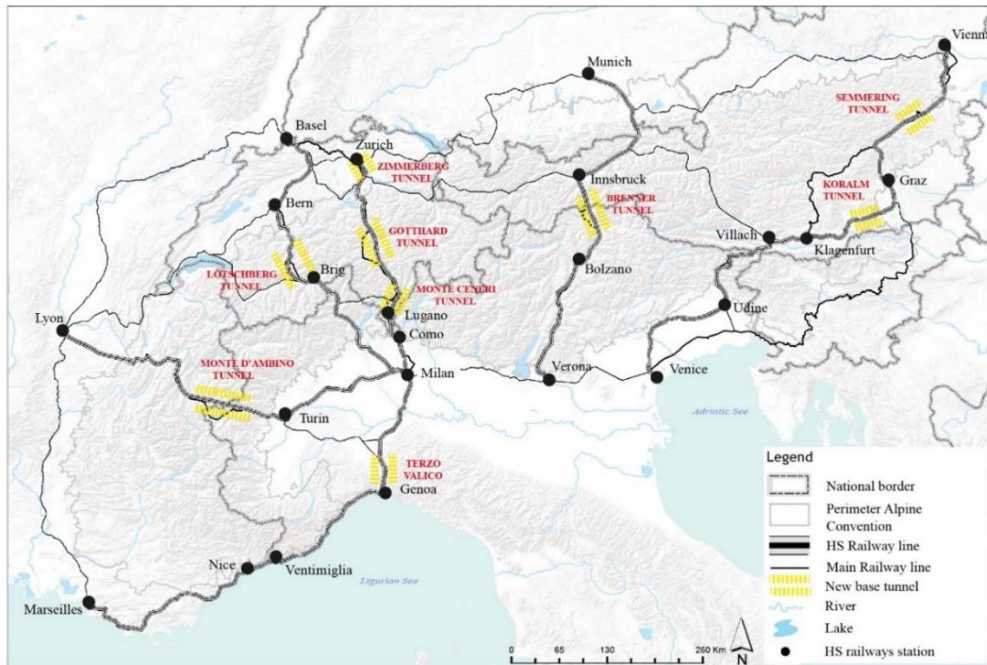 Vienna
Munich
SEMMERING
TUNNEL
Basel
Zurich
ZIMMERBERG
TUNNEL
Innsbruck
BRENNER
TUNNEL
KORALM
TUNNEL
Graz
Bern
GOTTHARD
TUNNEL
Villach
Klagenfurt
Bolzano
LÖTSCHBERG
TUNNEL
Brig
MONTE CENERI
TUNNEL
Lugano
Udine
Lyon
Como
MONTE D'AMBINO
TUNNEL
Milan
Verona
Venice
Turin
Adriatic See
TERZO
VALICO
Genoa
Nice
Ventimiglia
Ligurian See
Marseilles
Legend
National border
Perimeter Alpine
Convention
HS Railway line
Main Railway line
New base tunnel
River
Lake
HS railways station
0 65 130 260 Km
N